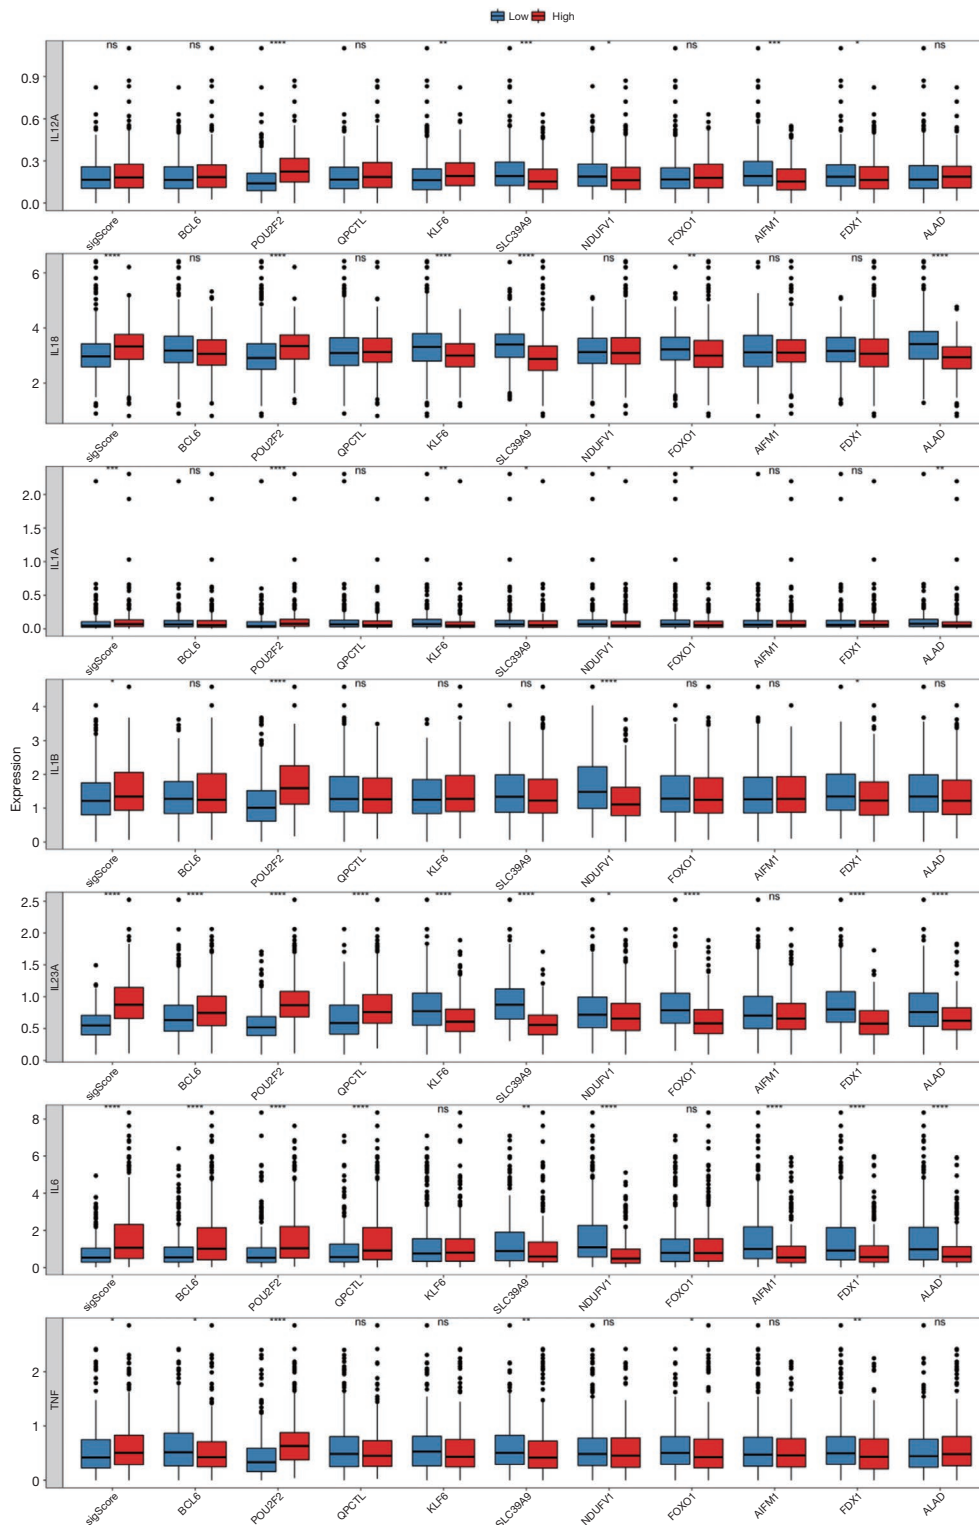 Low High
ns ns **** ns ** *** * ns *** * ns
IL12A
0.9
0.6
0.3
0.0
sigScore BCL6 POU2F2 QPCTL KLF6 SLC39A9 NDUFV1 FOXO1 AIFM1 FDX1 ALAD
**** ns **** ns **** **** ns ** ns ns ****
IL18
6
4
2
sigScore BCL6 POU2F2 QPCTL KLF6 SLC39A9 NDUFV1 FOXO1 AIFM1 FDX1 ALAD
*** ns **** ns ** * * * ns ns **
IL1A
2.0
1.5
1.0
0.5
0.0
sigScore BCL6 POU2F2 QPCTL KLF6 SLC39A9 NDUFV1 FOXO1 AIFM1 FDX1 ALAD
* ns **** ns ns ns **** ns ns * ns
Expression
IL1B
4
3
2
1
0
sigScore BCL6 POU2F2 QPCTL KLF6 SLC39A9 NDUFV1 FOXO1 AIFM1 FDX1 ALAD
**** **** **** **** **** **** * **** ns **** ****
IL23A
2.5
2.0
1.5
1.0
0.5
0.0
sigScore BCL6 POU2F2 QPCTL KLF6 SLC39A9 NDUFV1 FOXO1 AIFM1 FDX1 ALAD
**** **** **** **** ns ** **** ns **** **** ****
IL6
8
6
4
2
0
sigScore BCL6 POU2F2 QPCTL KLF6 SLC39A9 NDUFV1 FOXO1 AIFM1 FDX1 ALAD
* * **** ns ns ** ns * ns ** ns
TNF
2
1
0
sigScore BCL6 POU2F2 QPCTL KLF6 SLC39A9 NDUFV1 FOXO1 AIFM1 FDX1 ALAD